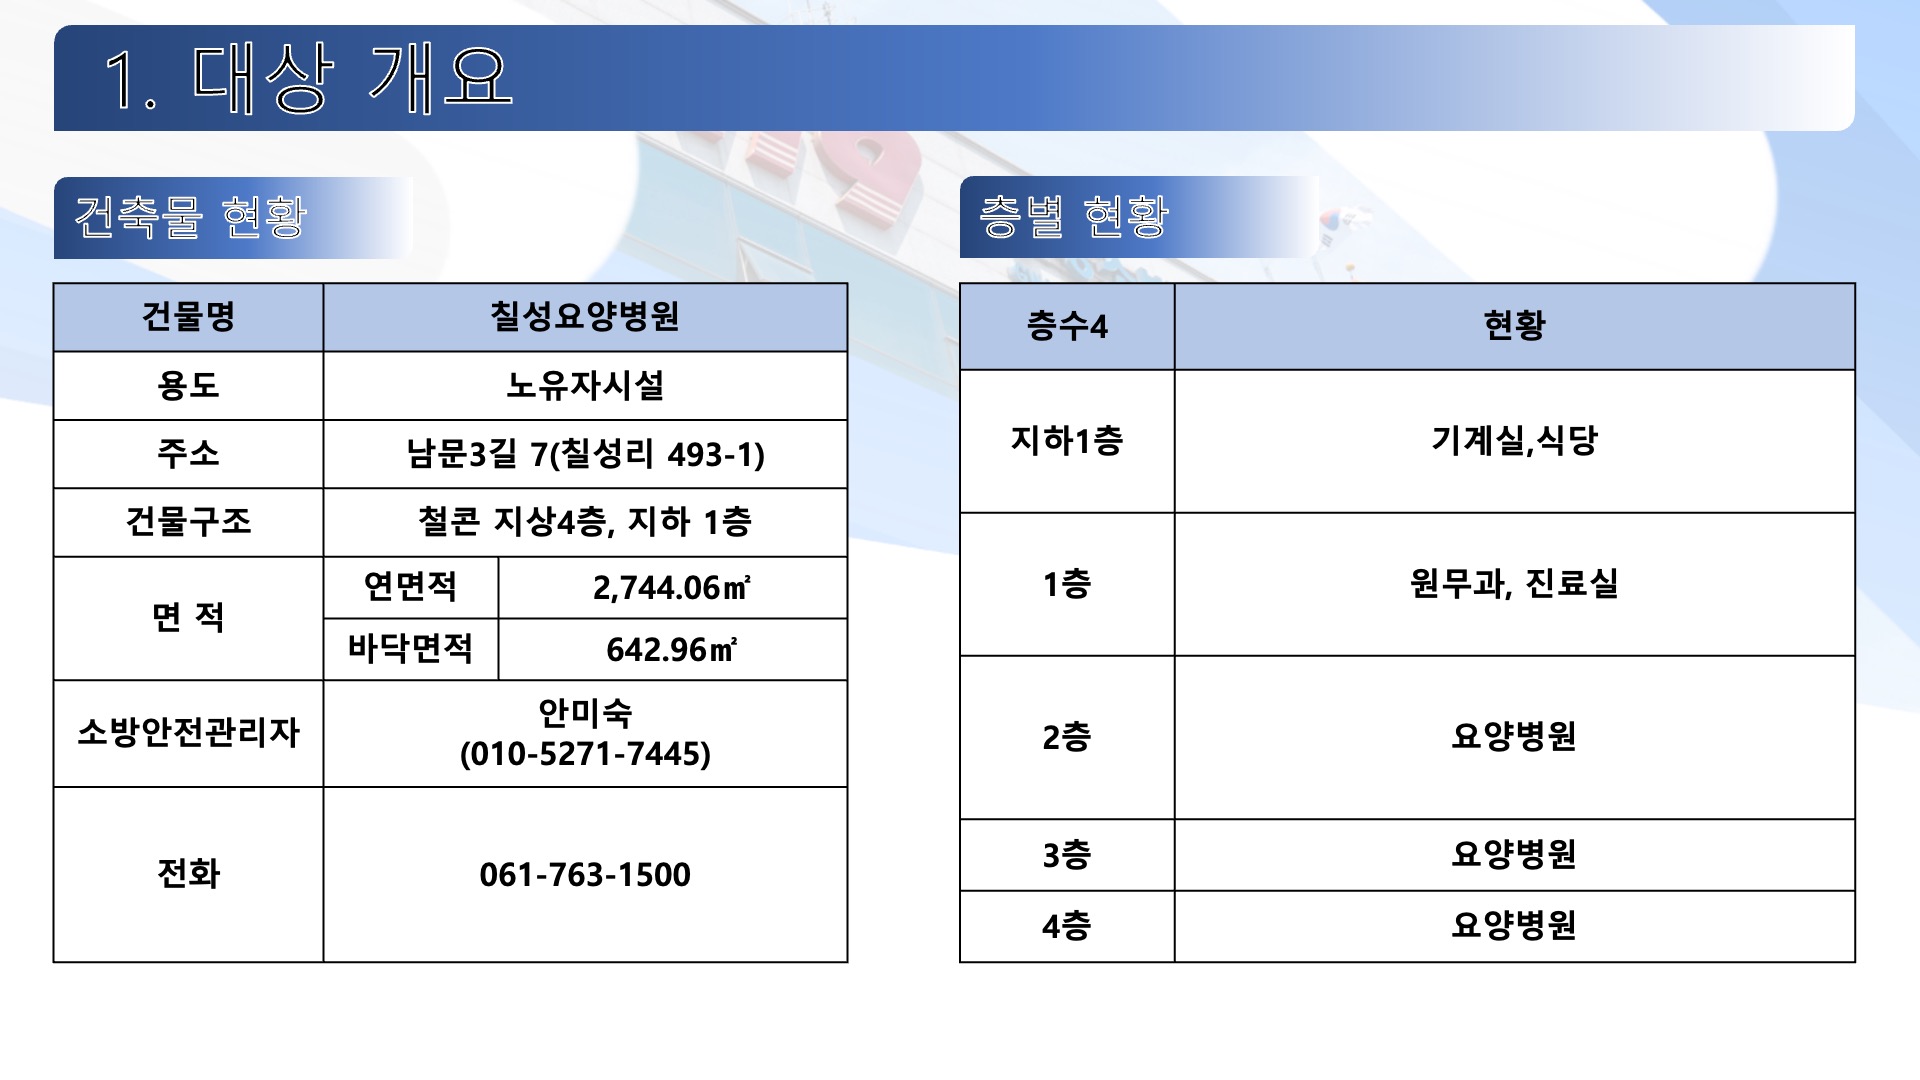 1. 대상 개요
건축물 현황
건물명 칠성요양병원
용도 노유자시설
주소 남문3길 7(칠성리 493-1)
건물구조 철콘 지상4층, 지하 1층
면 적 연면적 2,744.06㎡
바닥면적 642.96㎡
소방안전관리자 안미숙
(010-5271-7445)
전화 061-763-1500
층별 현황
층수4 현황
지하1층 기계실,식당
1층 원무과, 진료실
2층 요양병원
3층 요양병원
4층 요양병원